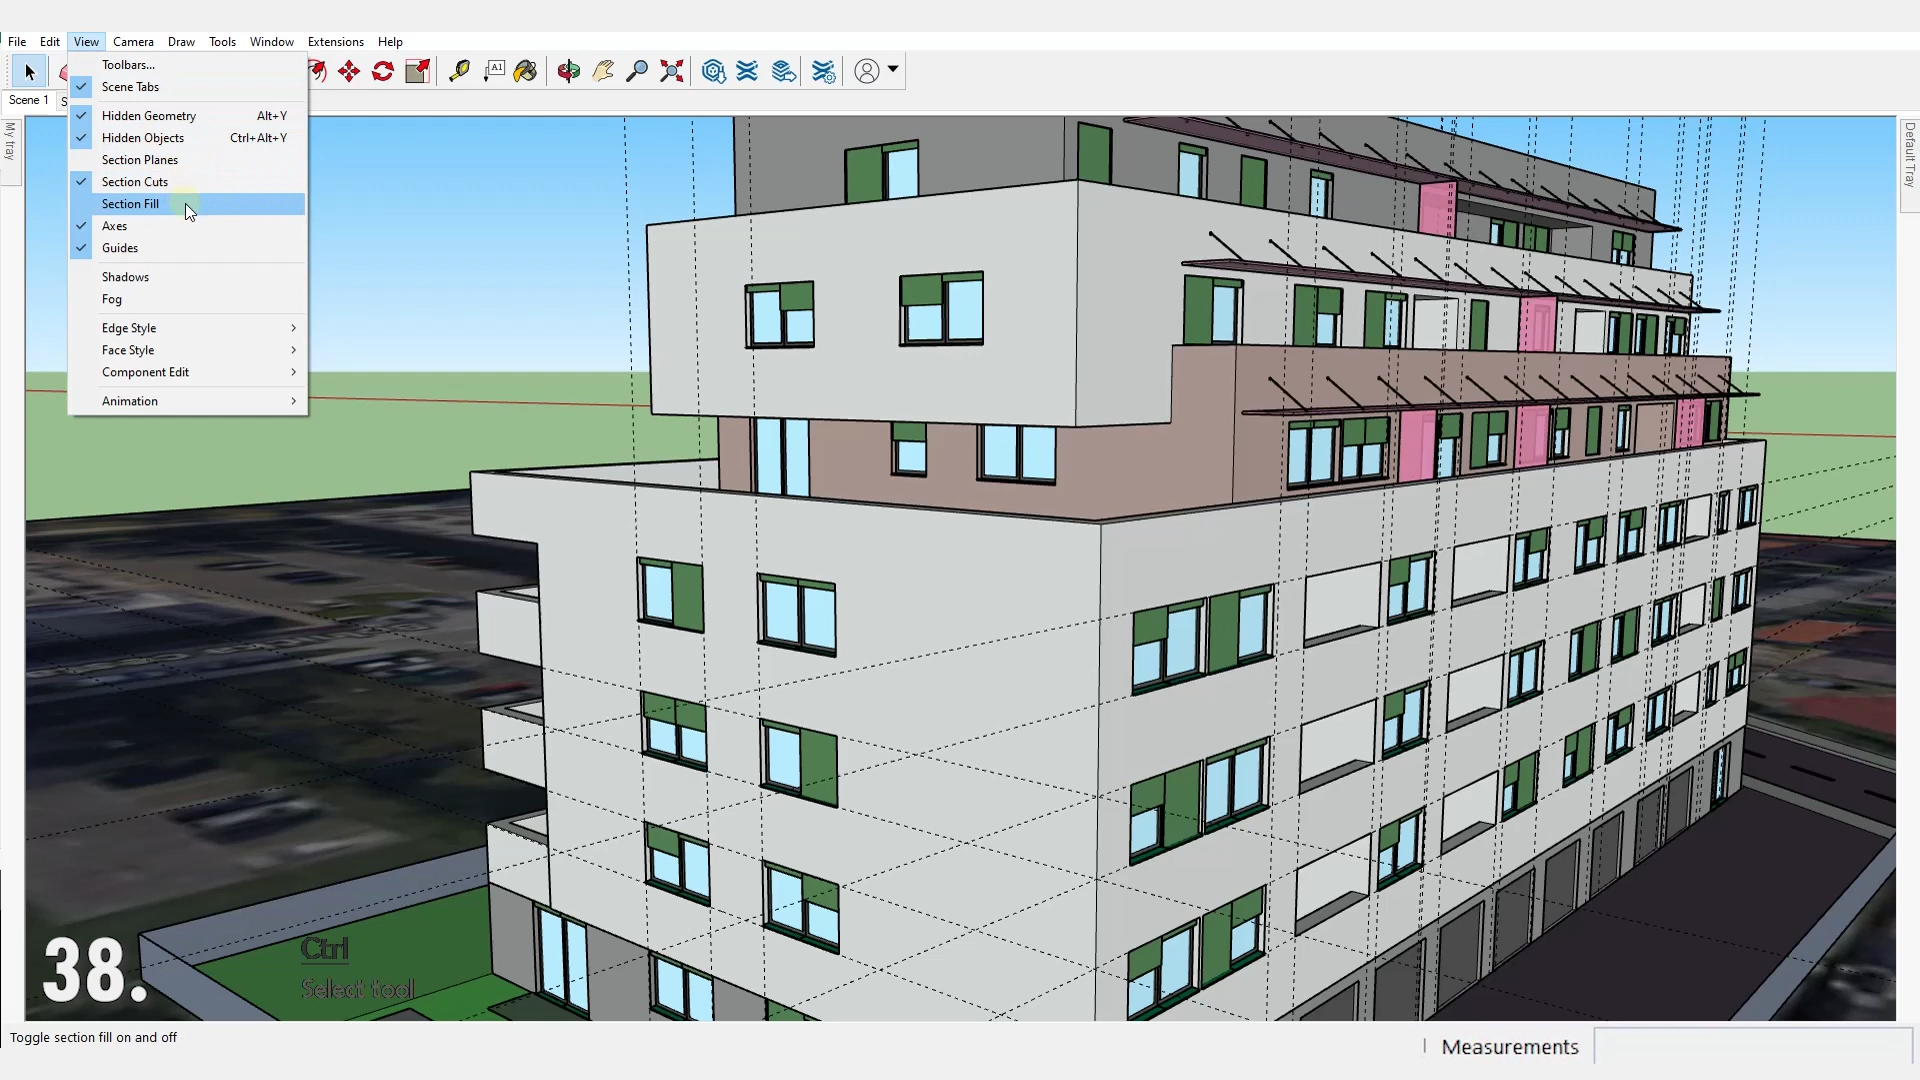 File Edit View Camera Draw Tools Window Extensions Help
Toolbars...
Scene Tabs
Hidden Geometry Alt+Y
Hidden Objects Ctrl+Alt+Y
Section Planes
Section Cuts
Section Fill
Axes
Guides
Shadows
Fog
Edge Style
Face Style
Component Edit
Animation
A1
Scene 1 S
My tray
Default Tray
38.
Ctrl
Select tool
Toggle section fill on and off
Measurements